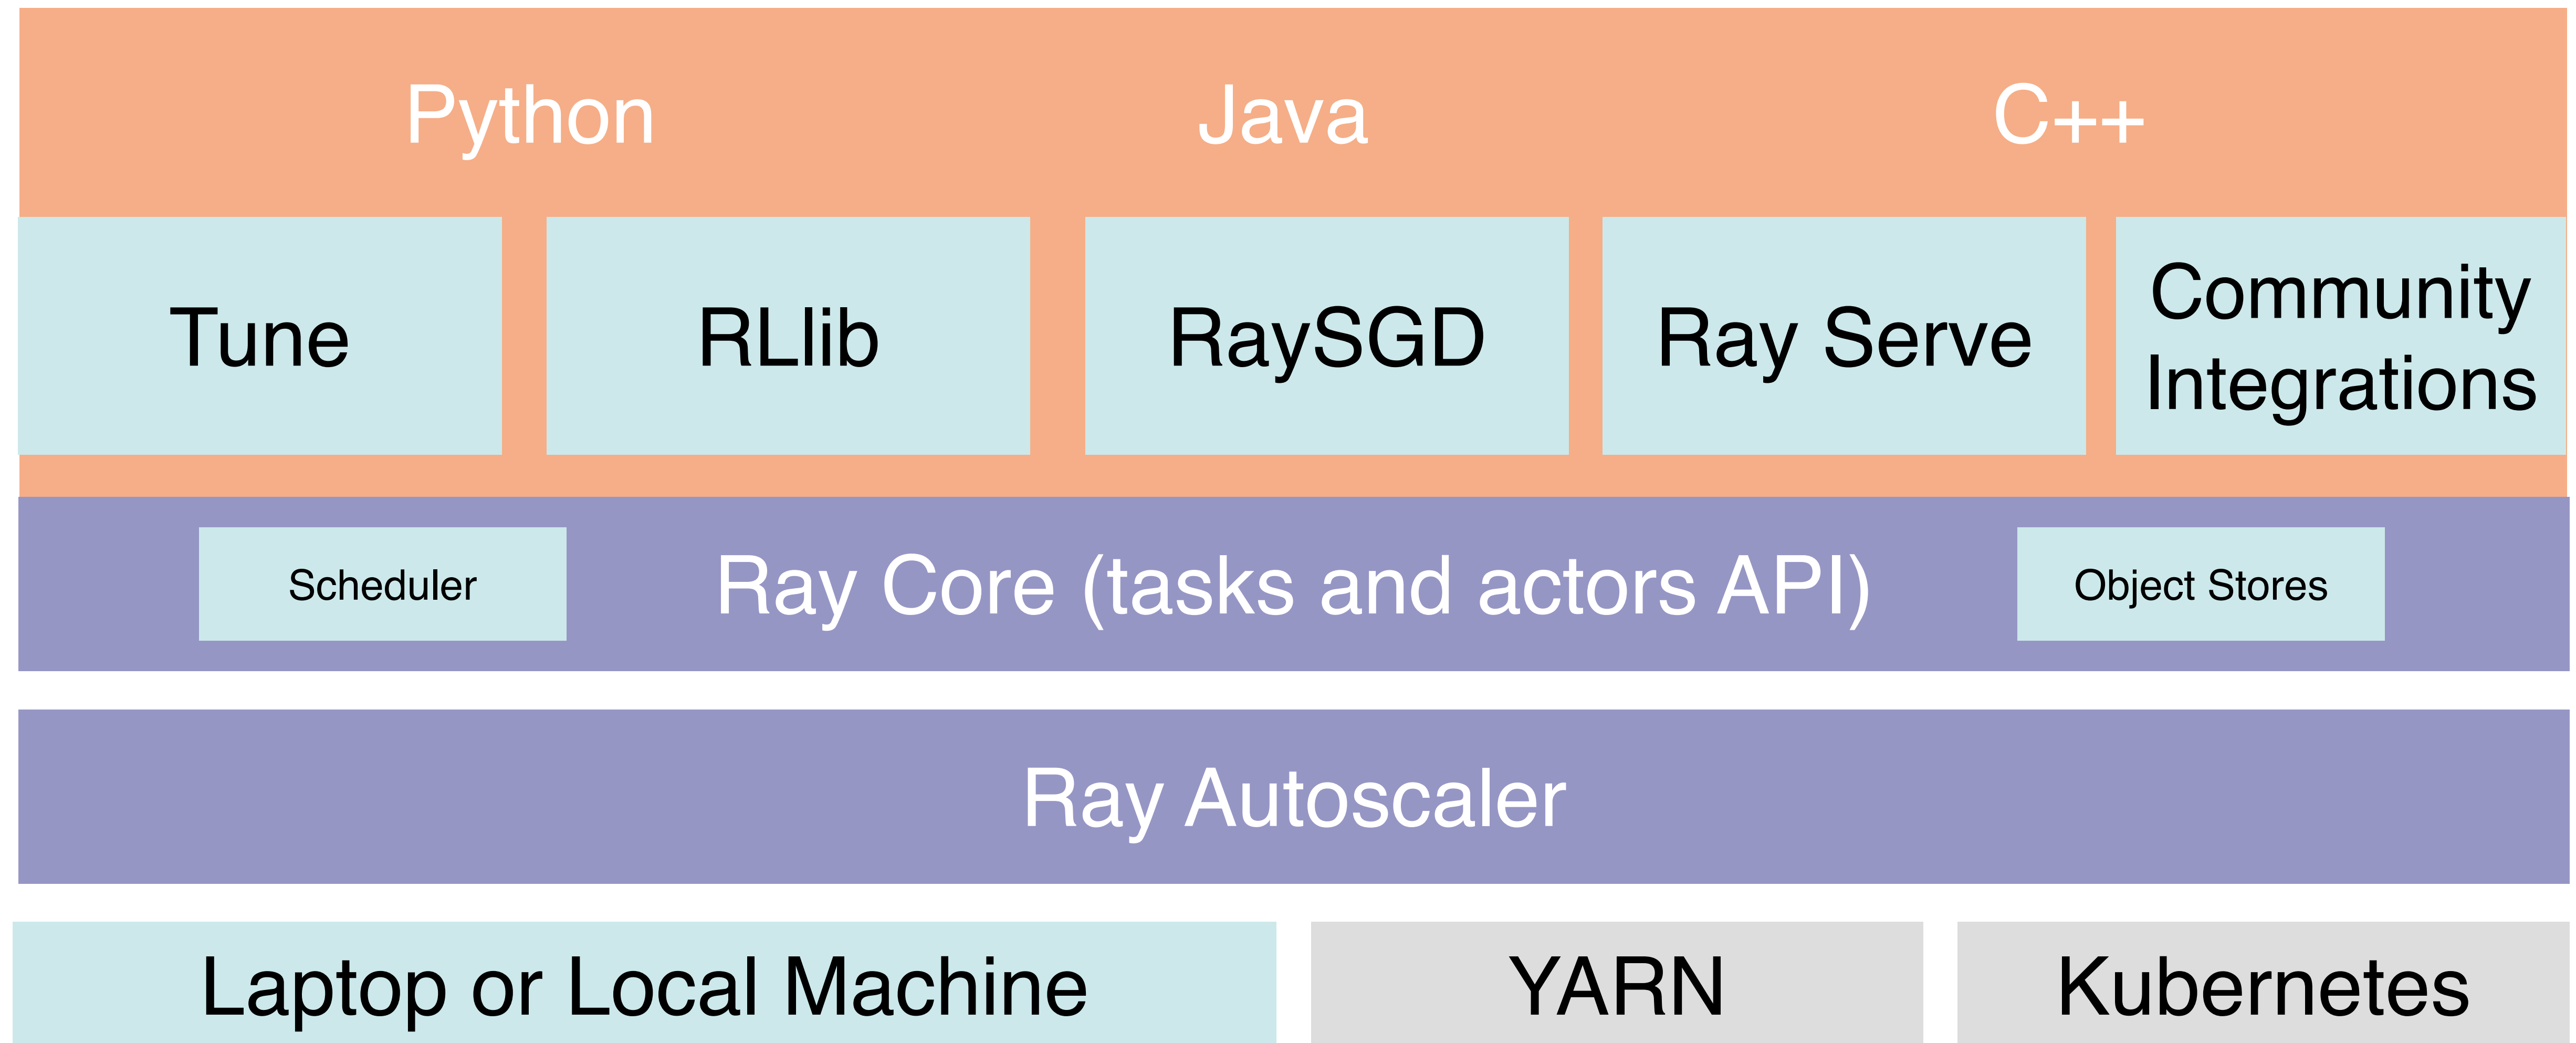 Python
Java
C++
Tune
RLlib
RaySGD
Ray Serve
Community
Integrations
Scheduler
Ray Core (tasks and actors API)
Object Stores
Ray Autoscaler
Laptop or Local Machine
YARN
Kubernetes